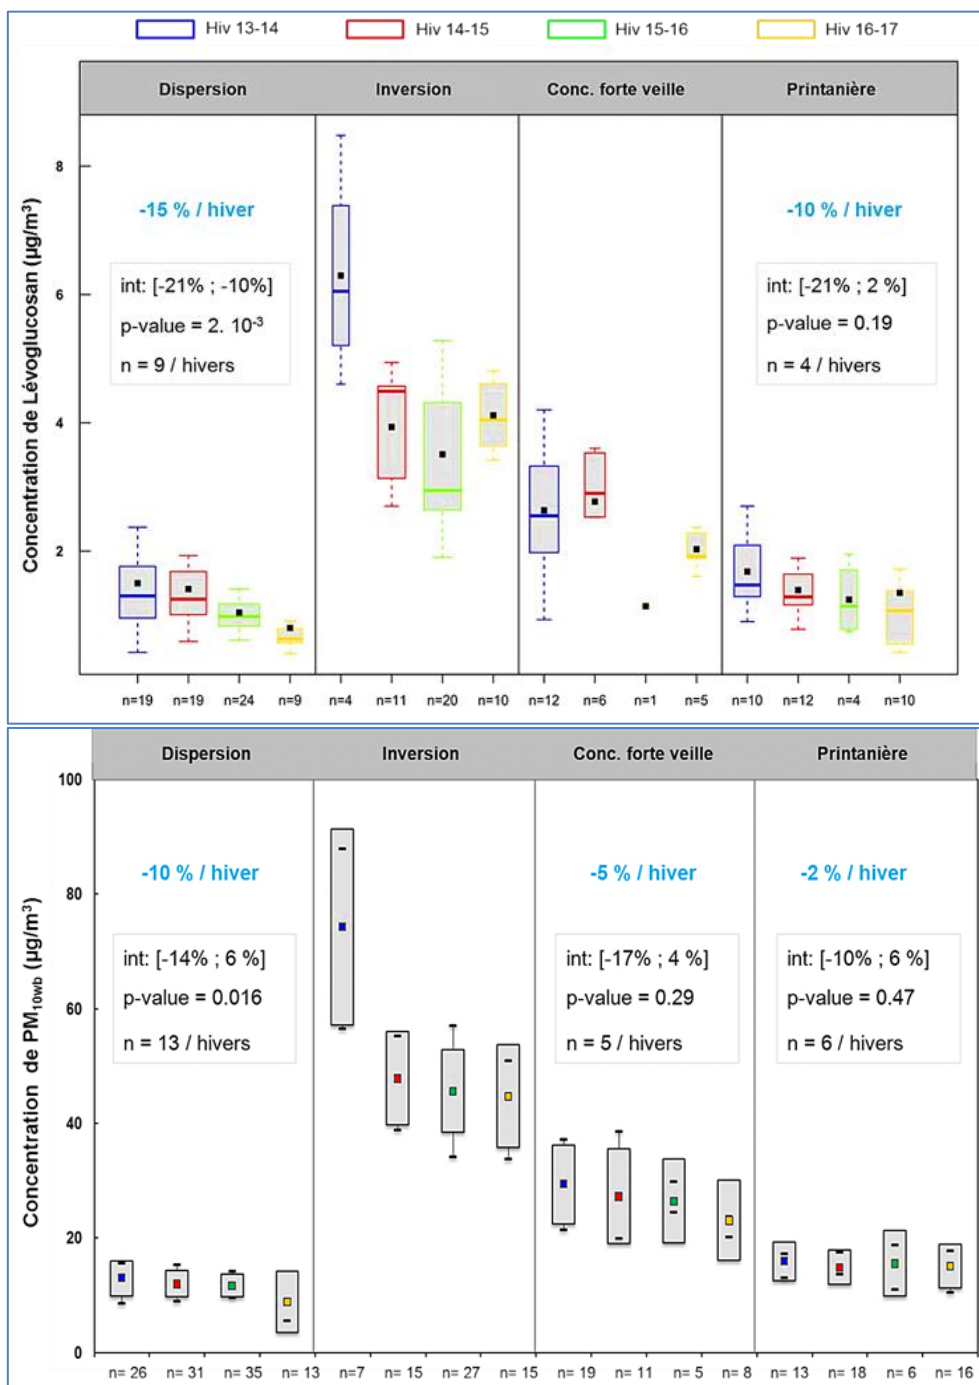 Hiv 13-14 Hiv 14-15 Hiv 15-16 Hiv 16-17
Dispersion Inversion Conc. forte veille Printanière
Concentration de Lévoglucosan (µg/m³)
8
6
4
2
-15 % / hiver
int: [-21% ; -10%]
p-value = 2. 10⁻³
n = 9 / hivers
-10 % / hiver
int: [-21% ; 2 %]
p-value = 0.19
n = 4 / hivers
n=19 n=19 n=24 n=9 n=4 n=11 n=20 n=10 n=12 n=6 n=1 n=5 n=10 n=12 n=4 n=10
Dispersion Inversion Conc. forte veille Printanière
Concentration de PM10wb (µg/m³)
100
80
60
40
20
0
-10 % / hiver
int: [-14% ; 6 %]
p-value = 0.016
n = 13 / hivers
-5 % / hiver
int: [-17% ; 4 %]
p-value = 0.29
n = 5 / hivers
-2 % / hiver
int: [-10% ; 6 %]
p-value = 0.47
n = 6 / hivers
n= 26 n= 31 n= 35 n= 13 n=7 n= 15 n= 27 n= 15 n= 19 n= 11 n= 5 n= 8 n= 13 n= 18 n= 6 n= 16